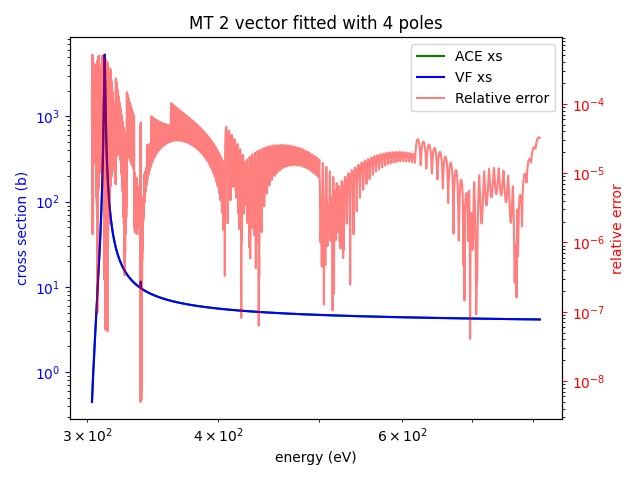 MT 2 vector fitted with 4 poles
ACE xs
VF xs
Relative error
10³
10²
10¹
10⁰
cross section (b)
10⁻⁴
10⁻⁵
10⁻⁶
10⁻⁷
10⁻⁸
relative error
3 × 10²
4 × 10²
6 × 10²
energy (eV)